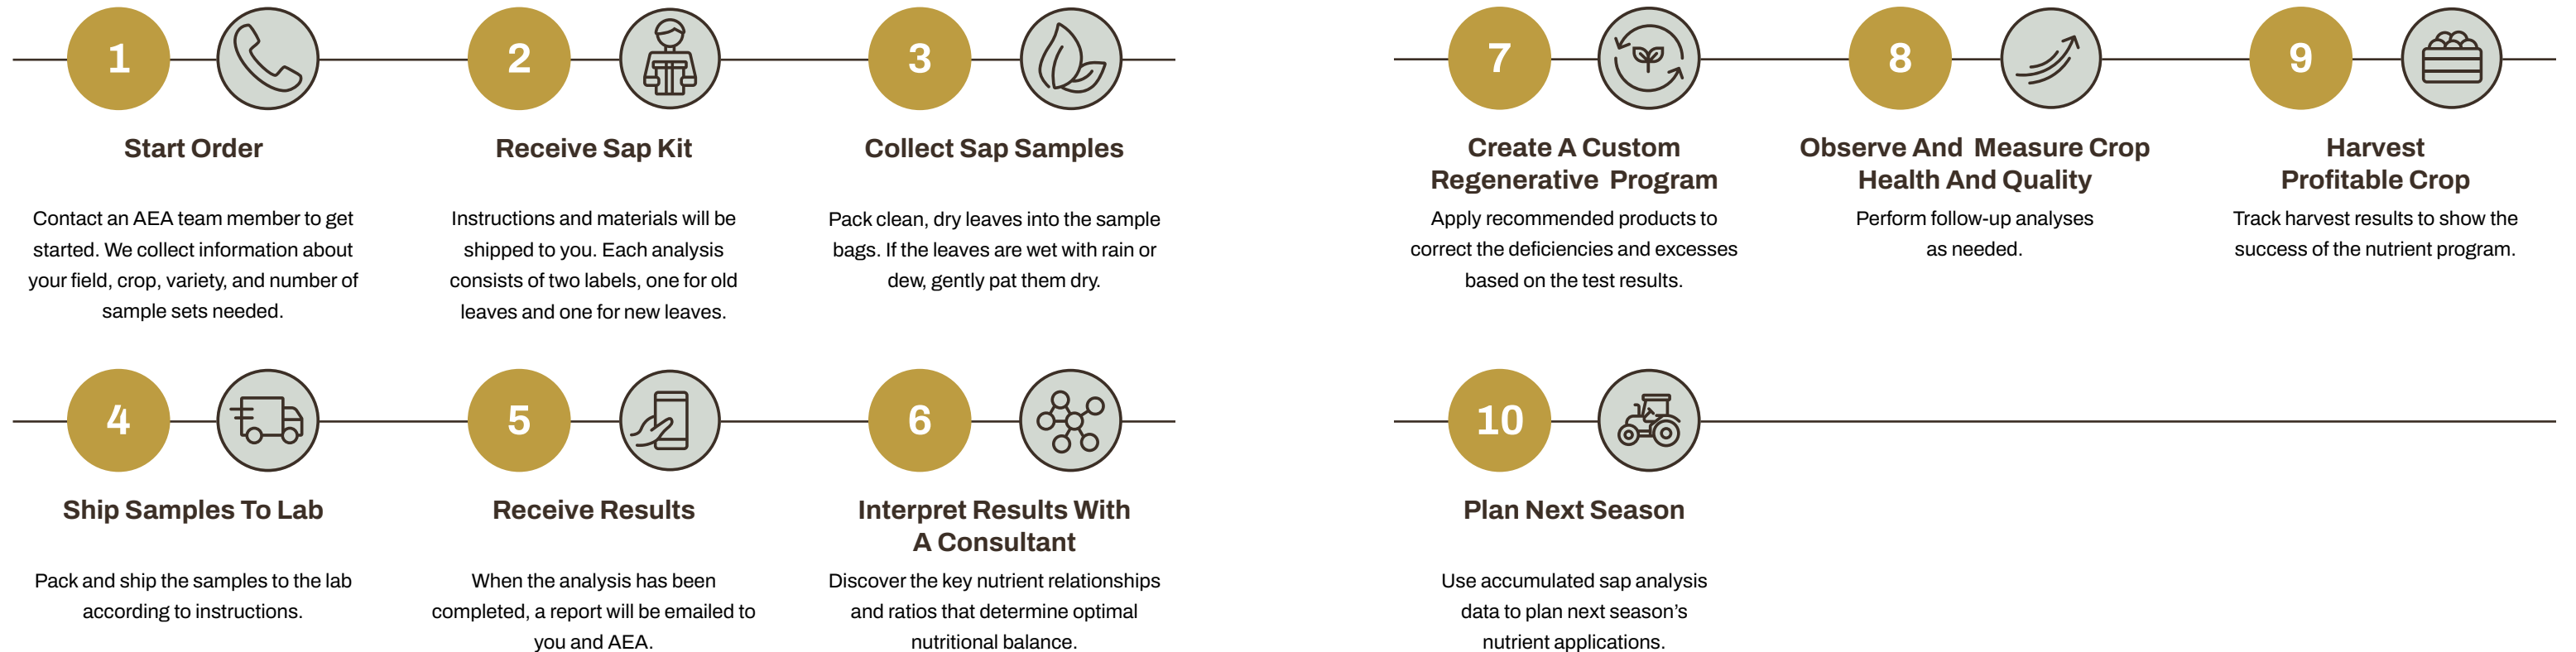 1
Start Order
Contact an AEA team member to get
started. We collect information about
your field, crop, variety, and number of
sample sets needed.
2
Receive Sap Kit
Instructions and materials will be
shipped to you. Each analysis
consists of two labels, one for old
leaves and one for new leaves.
3
Collect Sap Samples
Pack clean, dry leaves into the sample
bags. If the leaves are wet with rain or
dew, gently pat them dry.
4
Ship Samples To Lab
Pack and ship the samples to the lab
according to instructions.
5
Receive Results
When the analysis has been
completed, a report will be emailed to
you and AEA.
6
Interpret Results With
A Consultant
Discover the key nutrient relationships
and ratios that determine optimal
nutritional balance.
7
Create A Custom
Regenerative Program
Apply recommended products to
correct the deficiencies and excesses
based on the test results.
8
Observe And Measure Crop
Health And Quality
Perform follow-up analyses
as needed.
9
Harvest
Profitable Crop
Track harvest results to show the
success of the nutrient program.
10
Plan Next Season
Use accumulated sap analysis
data to plan next season’s
nutrient applications.